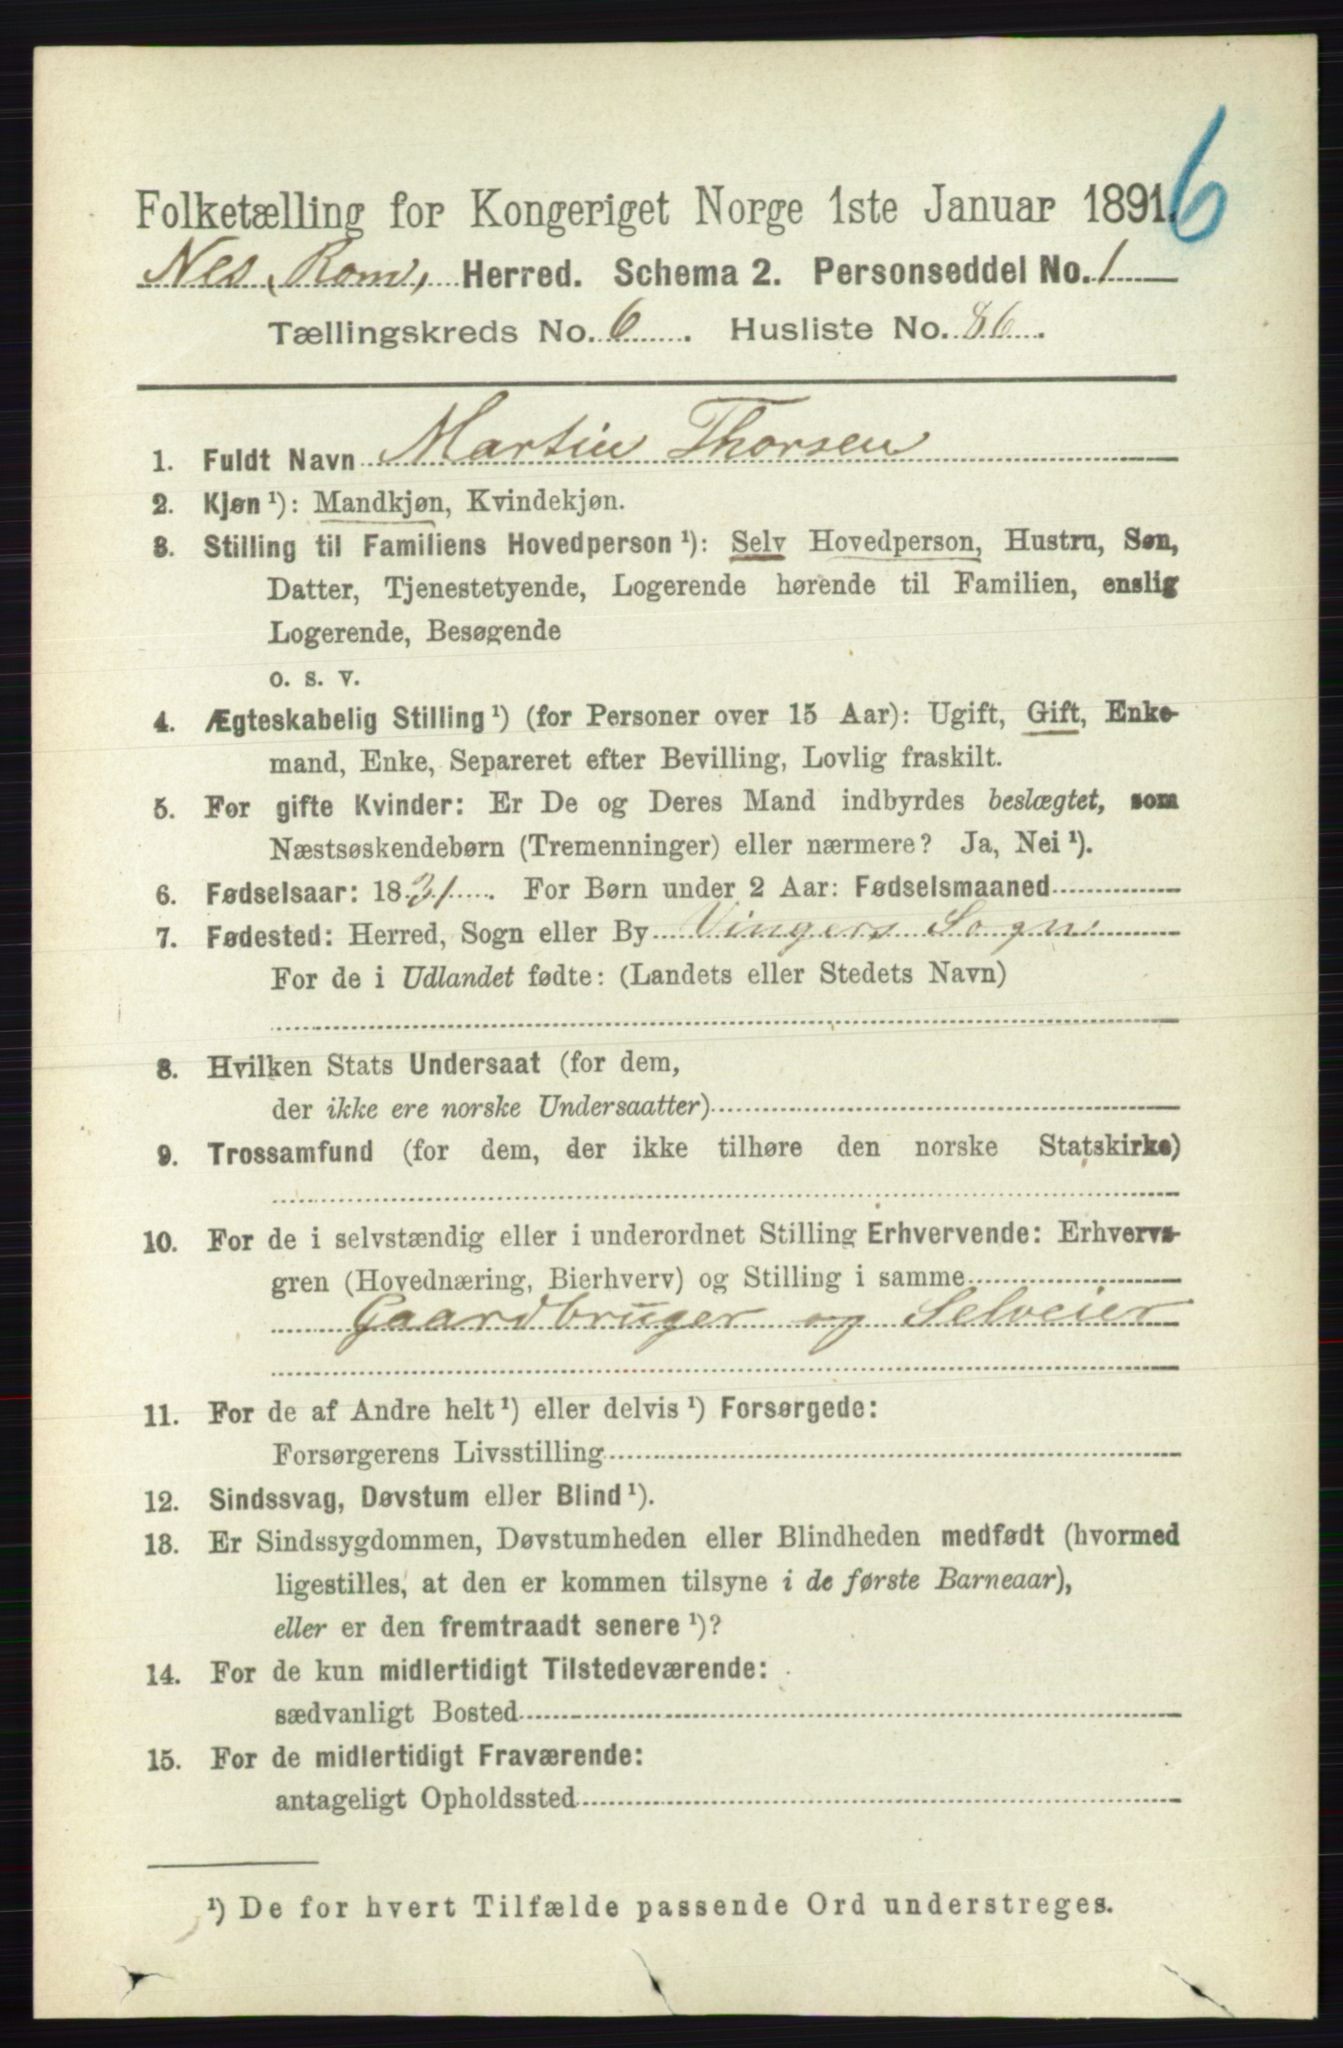 6
Folketælling for Kongeriget Norge 1ste Januar 1891.
Nes, Rom, Herred. Schema 2. Personseddel No. 1
Tællingskreds No. 6. Husliste No. 86.
1. Fuldt Navn Martin Thorsen
2. Kjøn ¹): Mandkjøn, Kvindekjøn.
3. Stilling til Familiens Hovedperson ¹): Selv Hovedperson, Hustru, Søn,
Datter, Tjenestetyende, Logerende hørende til Familien, enslig
Logerende, Besøgende
o. s. v.
4. Ægteskabelig Stilling ¹) (for Personer over 15 Aar): Ugift, Gift, Enke-
mand, Enke, Separeret efter Bevilling, Lovlig fraskilt.
5. For gifte Kvinder: Er De og Deres Mand indbyrdes beslægtet, som
Næstsøskendebørn (Tremenninger) eller nærmere? Ja, Nei ¹).
6. Fødselsaar: 1831. For Børn under 2 Aar: Fødselsmaaned
7. Fødested: Herred, Sogn eller By Vingers Sogn
For de i Udlandet fødte: (Landets eller Stedets Navn)
8. Hvilken Stats Undersaat (for dem,
der ikke ere norske Undersaatter)
9. Trossamfund (for dem, der ikke tilhøre den norske Statskirke)
10. For de i selvstændig eller i underordnet Stilling Erhvervende: Erhvervs-
gren (Hovednæring, Bierhverv) og Stilling i samme
Gaardbruger og Selveier
11. For de af Andre helt ¹) eller delvis ¹) Forsørgede:
Forsørgerens Livsstilling
12. Sindssvag, Døvstum eller Blind ¹).
13. Er Sindssygdommen, Døvstumheden eller Blindheden medfødt (hvormed
ligestilles, at den er kommen tilsyne i de første Barneaar),
eller er den fremtraadt senere ¹)?
14. For de kun midlertidigt Tilstedeværende:
sædvanligt Bosted
15. For de midlertidigt Fraværende:
antageligt Opholdssted
¹) De for hvert Tilfælde passende Ord understreges.